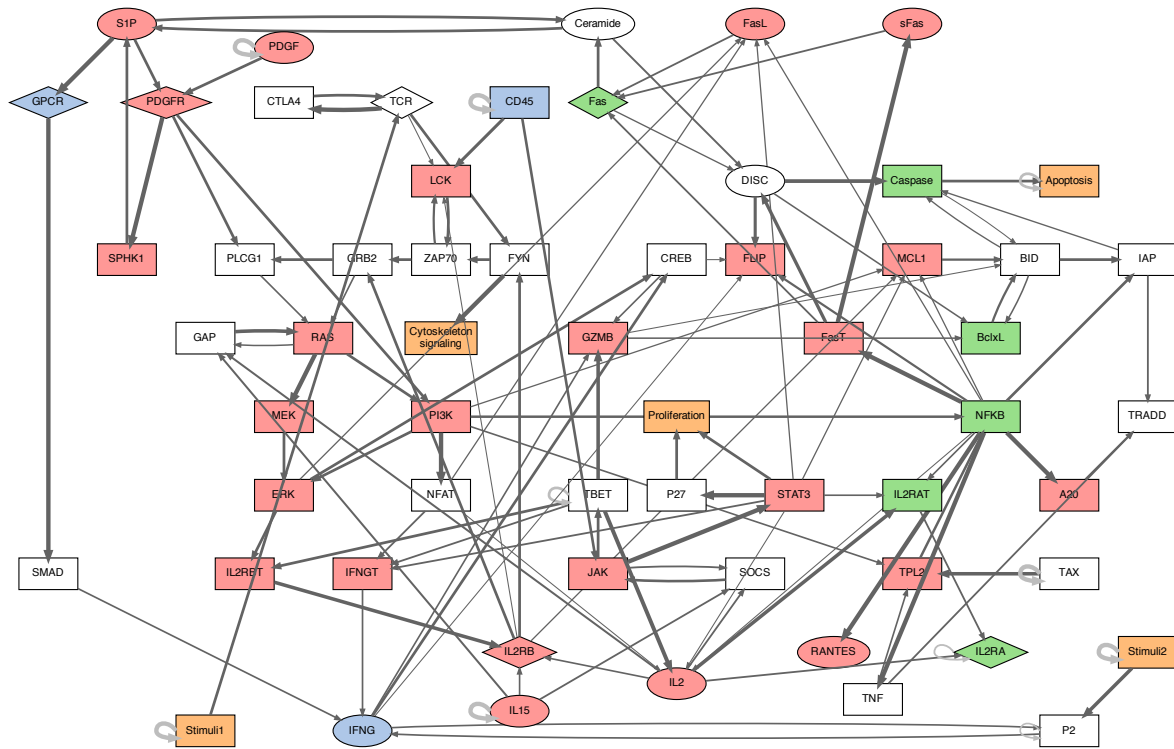 S1P
Ceramide
FasL
sFas
PDGF
GPCR
PDGFR
CTLA4
TCR
CD45
Fas
LCK
DISC
Caspase
Apoptosis
SPHK1
PLCG1
GRB2
ZAP70
FYN
CREB
FLIP
MCL1
BID
IAP
GAP
RAS
Cytoskeleton
signaling
GZMB
FasT
BclxL
MEK
PI3K
Proliferation
NFKB
TRADD
ERK
NFAT
TBET
P27
STAT3
IL2RAT
A20
SMAD
IL2RBT
IFNGT
JAK
SOCS
TPL2
TAX
IL2RB
RANTES
IL2RA
Stimuli2
IL2
TNF
IL15
Stimuli1
IFNG
P2